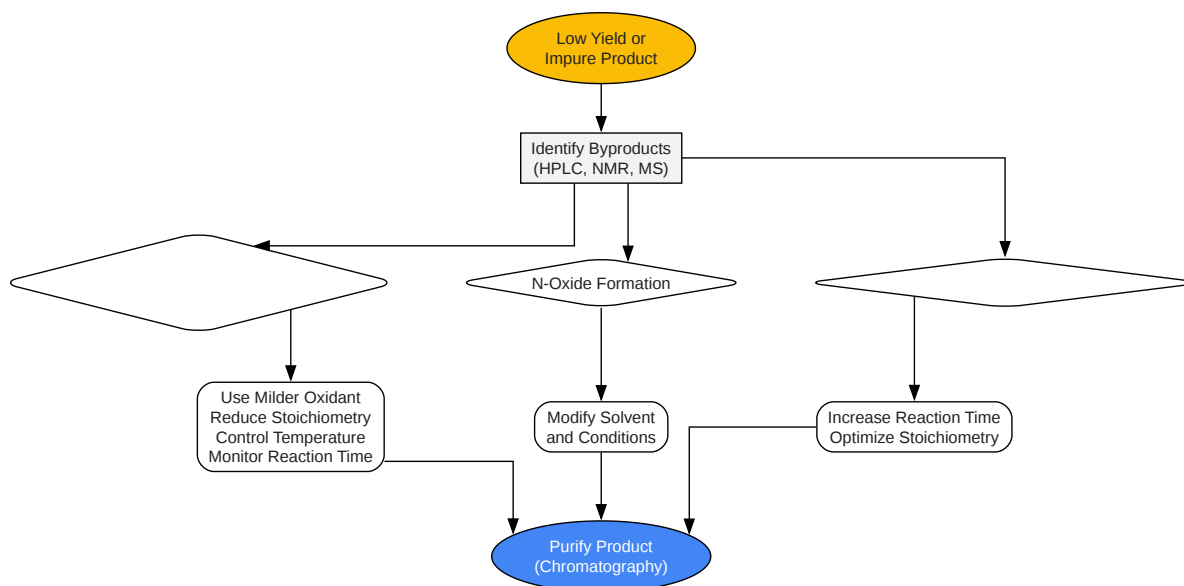 Low Yield or
Impure Product
Identify Byproducts
(HPLC, NMR, MS)
N-Oxide Formation
Use Milder Oxidant
Reduce Stoichiometry
Control Temperature
Monitor Reaction Time
Modify Solvent
and Conditions
Increase Reaction Time
Optimize Stoichiometry
Purify Product
(Chromatography)